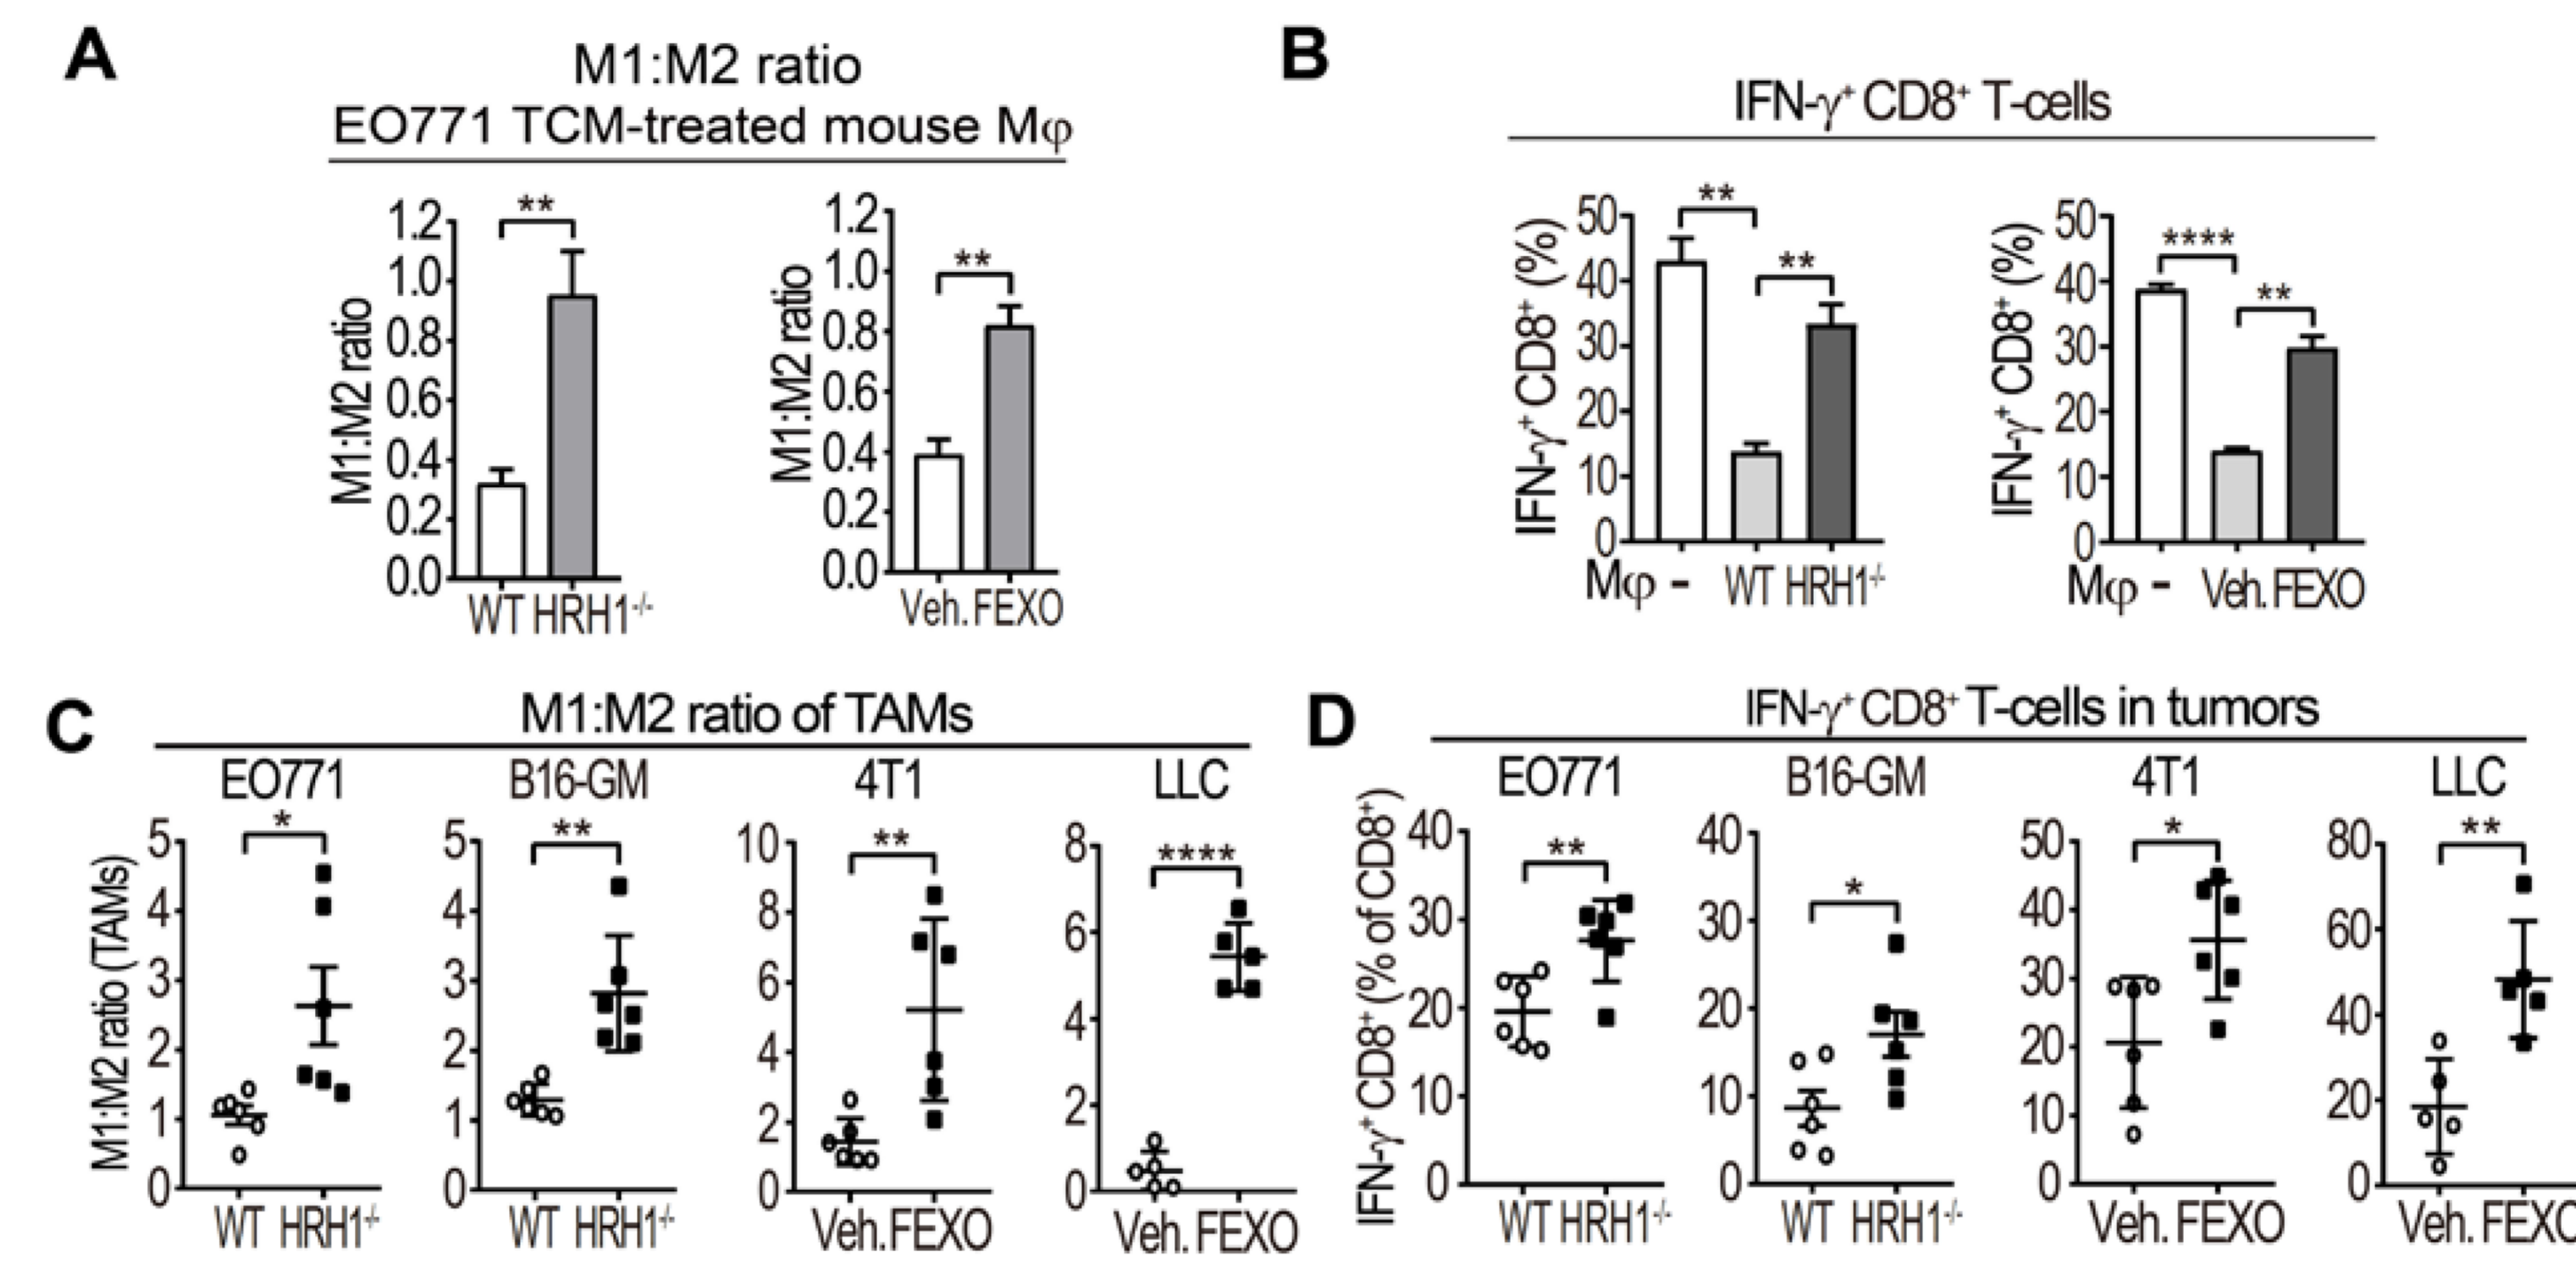 A
M1:M2 ratio
EO771 TCM-treated mouse Mφ
M1:M2 ratio
1.2
1.0
0.8
0.6
0.4
0.2
0.0
**
WT HRH1-/-
M1:M2 ratio
1.2
1.0
0.8
0.6
0.4
0.2
0.0
**
Veh. FEXO
B
IFN-γ+ CD8+ T-cells
IFN-γ+ CD8+ (%)
50
40
30
20
10
0
**
**
Mφ - WT HRH1-/-
IFN-γ+ CD8+ (%)
50
40
30
20
10
0
****
**
Mφ - Veh. FEXO
C
M1:M2 ratio of TAMs
M1:M2 ratio (TAMs)
EO771
5
4
3
2
1
0
*
WT HRH1-/-
B16-GM
5
4
3
2
1
0
**
WT HRH1-/-
4T1
10
8
6
4
2
0
**
Veh. FEXO
LLC
8
6
4
2
0
****
Veh. FEXO
D
IFN-γ+ CD8+ T-cells in tumors
IFN-γ+ CD8+ (% of CD8+)
EO771
40
30
20
10
0
**
WT HRH1-/-
B16-GM
40
30
20
10
0
*
WT HRH1-/-
4T1
50
40
30
20
10
0
*
Veh. FEXO
LLC
80
60
40
20
0
**
Veh. FEXO